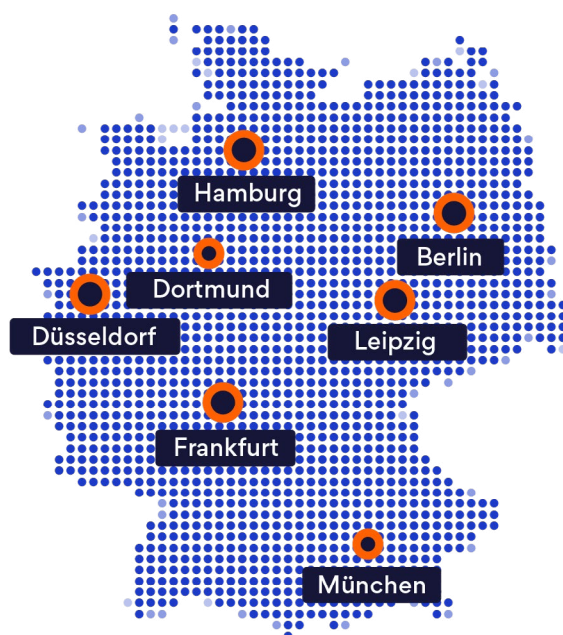 Hamburg
Berlin
Dortmund
Düsseldorf
Leipzig
Frankfurt
München